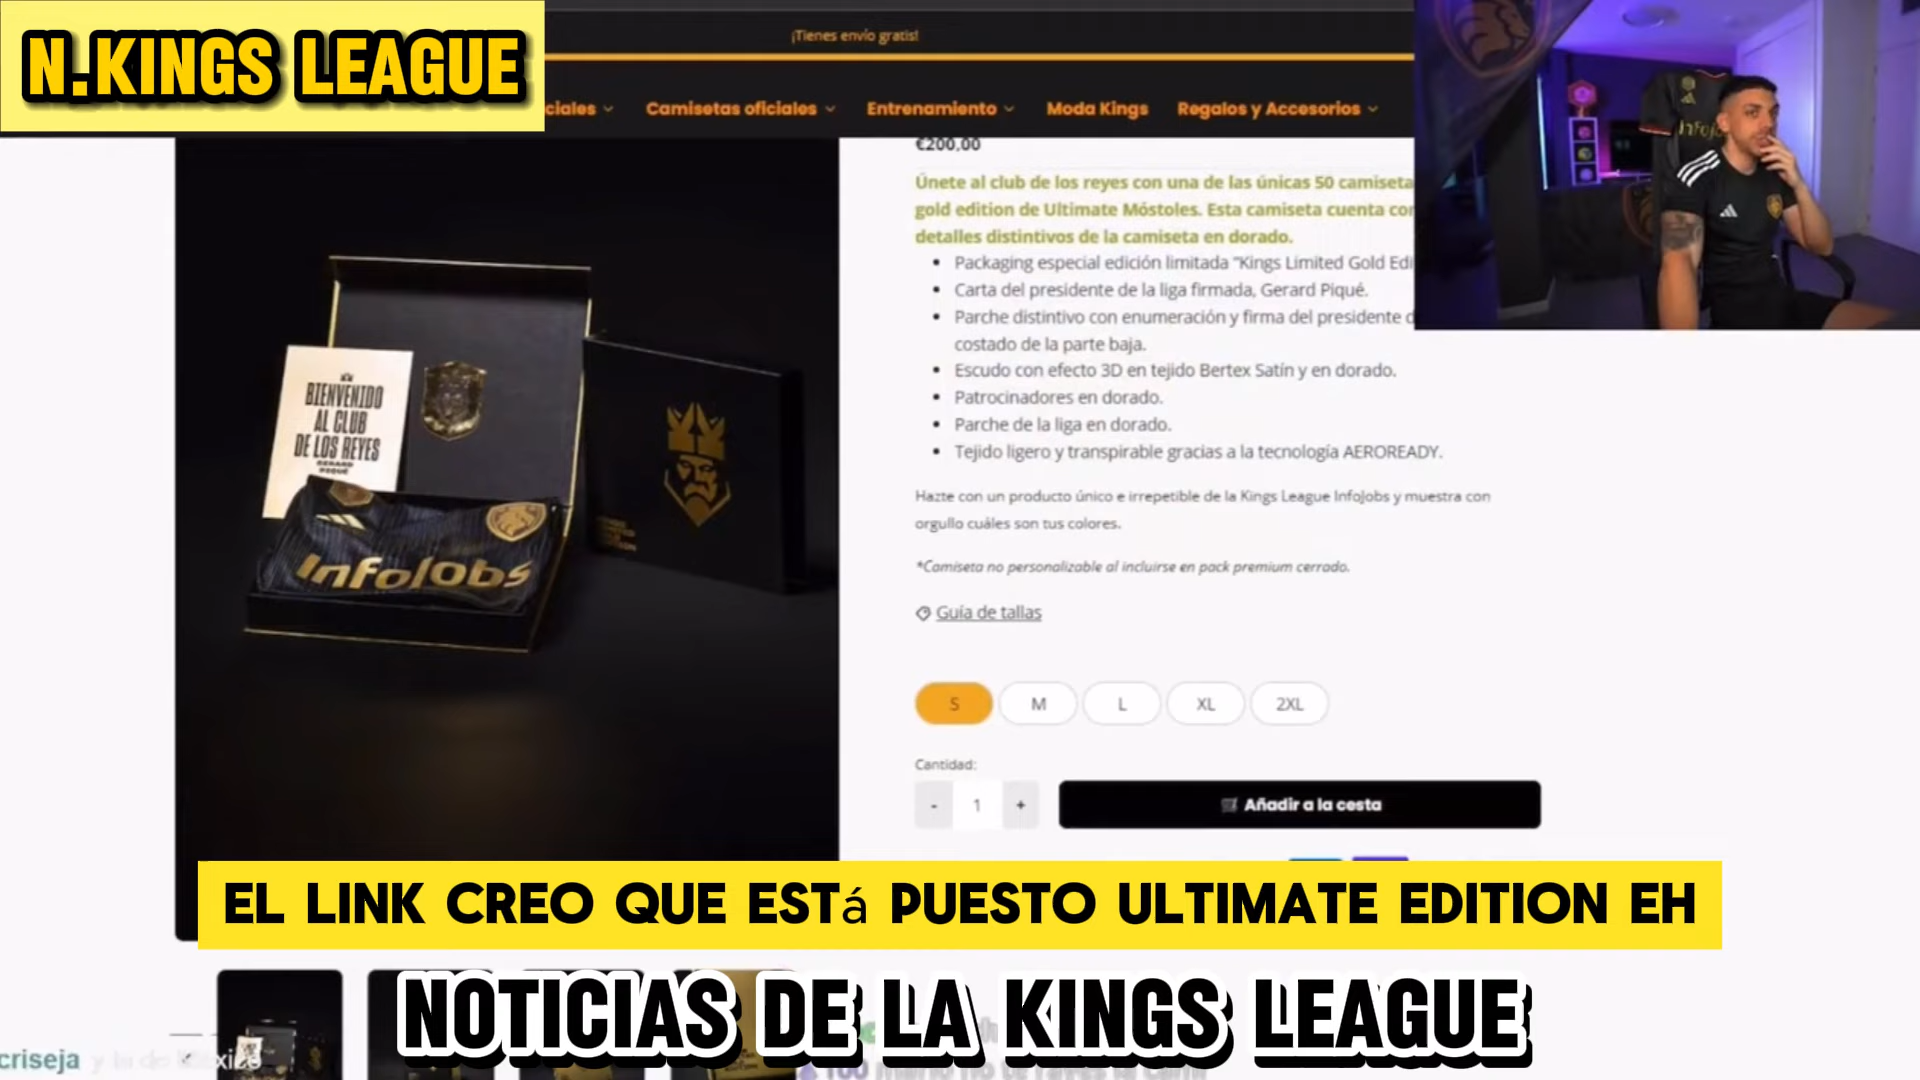 N.KINGS LEAGUE
¡Tienes envío gratis!
ciales
Camisetas oficiales
Entrenamiento
Moda Kings
Regalos y Accesorios
€200,00
Únete al club de los reyes con una de las únicas 50 camiseta
gold edition de Ultimate Móstoles. Esta camiseta cuenta con
detalles distintivos de la camiseta en dorado.
Packaging especial edición limitada “Kings Limited Gold Edi
Carta del presidente de la liga firmada, Gerard Piqué.
Parche distintivo con enumeración y firma del presidente
costado de la parte baja.
Escudo con efecto 3D en tejido Bertex Satín y en dorado.
Patrocinadores en dorado.
Parche de la liga en dorado.
Tejido ligero y transpirable gracias a la tecnología AEROREADY.
Hazte con un producto único e irrepetible de la Kings League InfoJobs y muestra con
orgullo cuáles son tus colores.
*Camiseta no personalizable al incluirse en pack premium cerrado.
Guía de tallas
S
M
L
XL
2XL
Cantidad:
- 1 +
Añadir a la cesta
BIENVENIDO
AL CLUB
DE LOS REYES
GERARD
PIQUÉ
InfoJobs
EL LINK CREO QUE ESTá PUESTO ULTIMATE EDITION EH
NOTICIAS DE LA KINGS LEAGUE
criseja